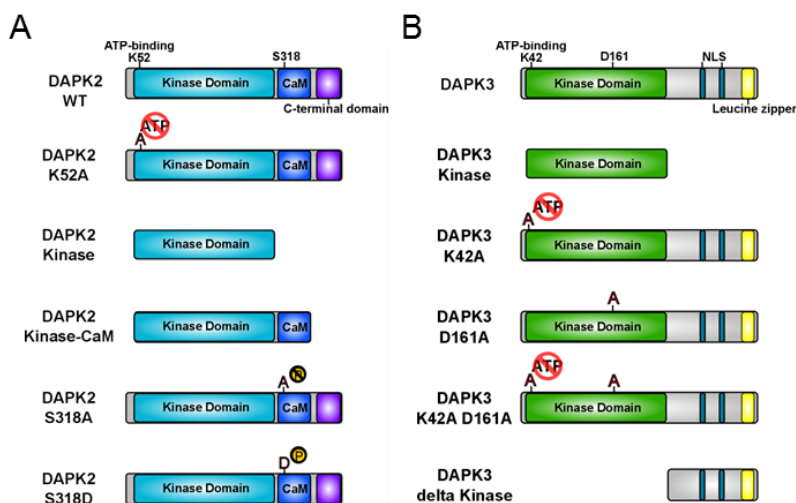 A
ATP-binding
K52
S318
DAPK2
WT
Kinase Domain
CaM
C-terminal domain
ATP
A
DAPK2
K52A
Kinase Domain
CaM
DAPK2
Kinase
Kinase Domain
DAPK2
Kinase-CaM
Kinase Domain
CaM
A
P
DAPK2
S318A
Kinase Domain
CaM
D
P
DAPK2
S318D
Kinase Domain
CaM
B
ATP-binding
K42
D161
NLS
DAPK3
Kinase Domain
Leucine zipper
DAPK3
Kinase
Kinase Domain
A
ATP
DAPK3
K42A
Kinase Domain
A
DAPK3
D161A
Kinase Domain
ATP
A
A
DAPK3
K42A D161A
Kinase Domain
DAPK3
delta Kinase